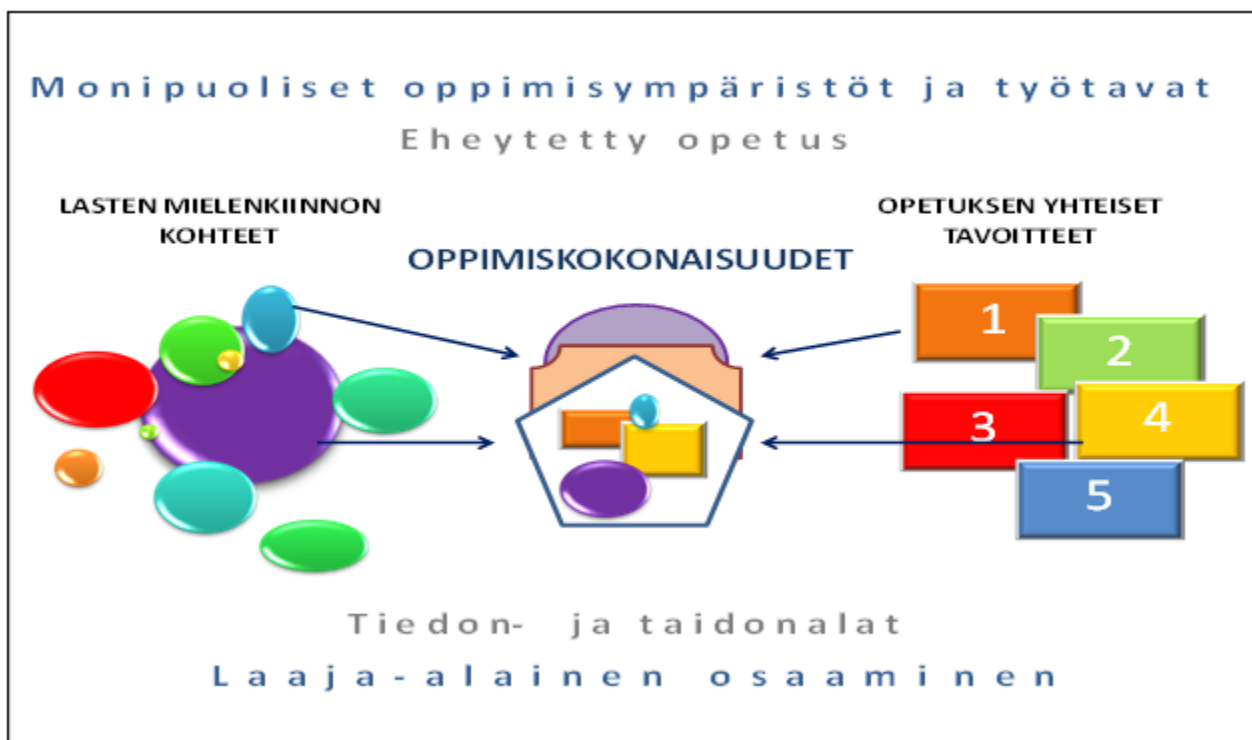 Monipuoliset oppimisympäristöt ja työtavat
Eheytetty opetus
LASTEN MIELENKIINNON
KOHTEET
OPPIMISKOKONAISUUDET
OPETUKSEN YHTEISET
TAVOITTEET
1
2
3
4
5
Tiedon- ja taidonalat
Laaja-alainen osaaminen